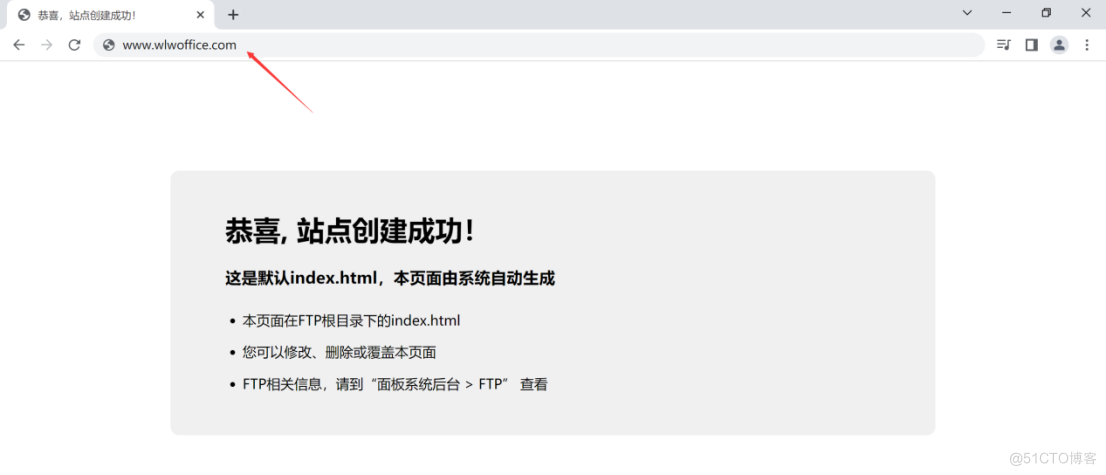 恭喜，站点创建成功！
www.wlwoffice.com
恭喜, 站点创建成功！
这是默认index.html，本页面由系统自动生成
本页面在FTP根目录下的index.html
您可以修改、删除或覆盖本页面
FTP相关信息，请到“面板系统后台 > FTP” 查看
@51CTO博客